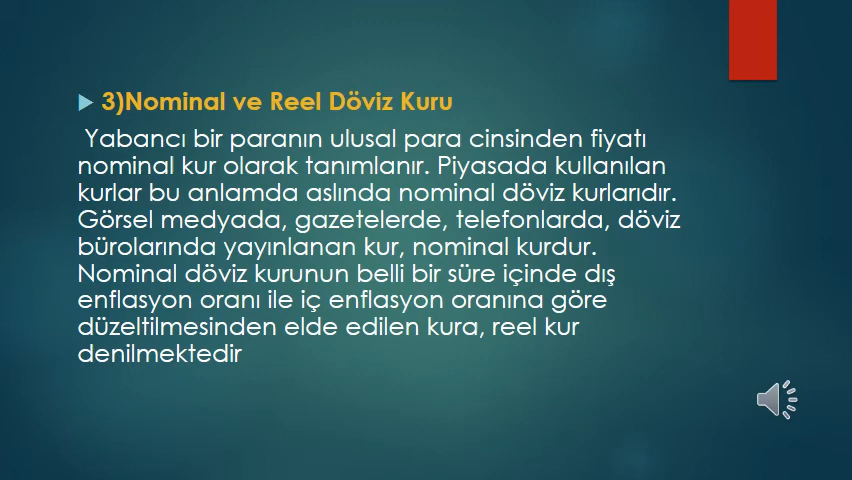 3)Nominal ve Reel Döviz Kuru
Yabancı bir paranın ulusal para cinsinden fiyatı
nominal kur olarak tanımlanır. Piyasada kullanılan
kurlar bu anlamda aslında nominal döviz kurlarıdır.
Görsel medyada, gazetelerde, telefonlarda, döviz
bürolarında yayınlanan kur, nominal kurdur.
Nominal döviz kurunun belli bir süre içinde dış
enflasyon oranı ile iç enflasyon oranına göre
düzeltilmesinden elde edilen kura, reel kur
denilmektedir